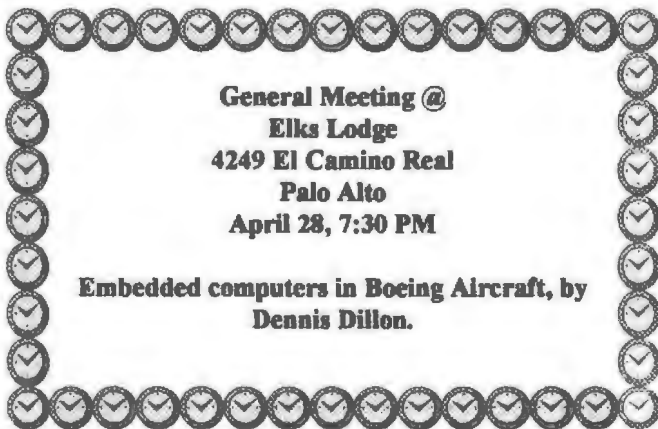 General Meeting @
Elks Lodge
4249 El Camino Real
Palo Alto
April 28, 7:30 PM
Embedded computers in Boeing Aircraft, by
Dennis Dillon.